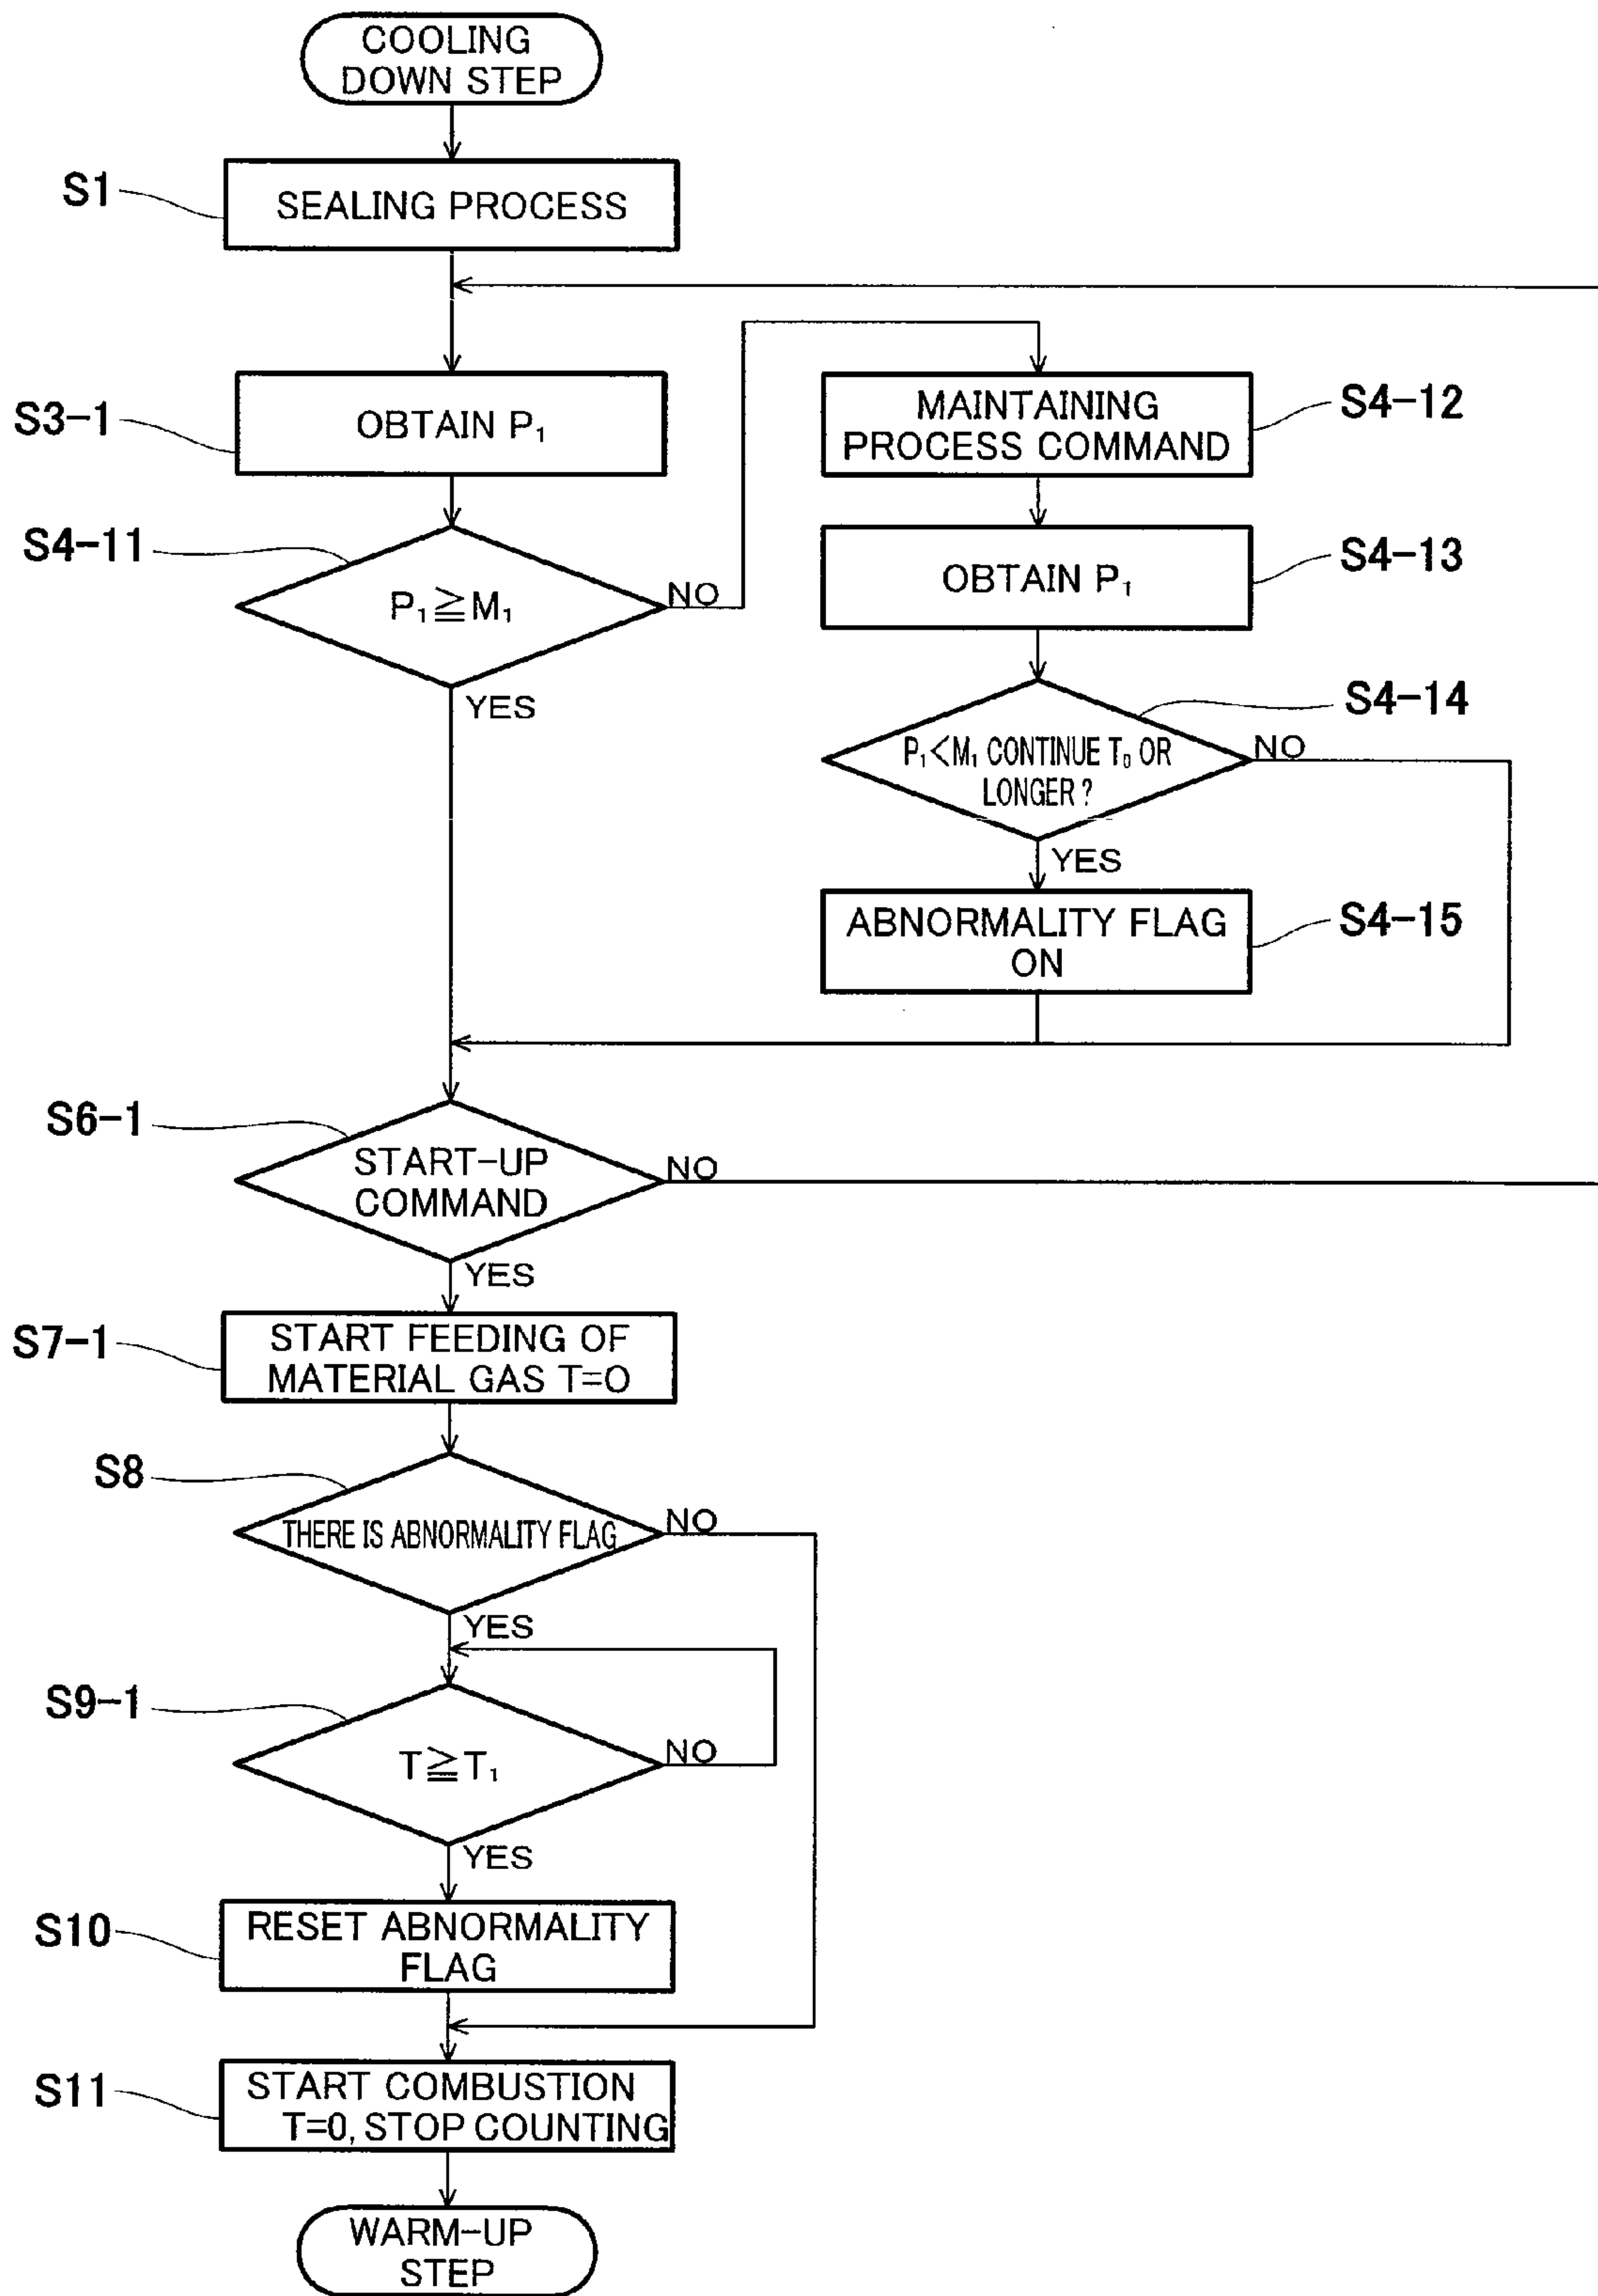 COOLING
DOWN STEP
S1
SEALING PROCESS
S3-1
OBTAIN P₁
S4-11
P₁≧M₁
NO
YES
MAINTAINING
PROCESS COMMAND
S4-12
OBTAIN P₁
S4-13
P₁<M₁ CONTINUE T₀ OR
LONGER?
S4-14
NO
YES
ABNORMALITY FLAG
ON
S4-15
S6-1
START-UP
COMMAND
NO
YES
S7-1
START FEEDING OF
MATERIAL GAS T=0
S8
THERE IS ABNORMALITY FLAG
NO
YES
S9-1
T≧T₁
NO
YES
S10
RESET ABNORMALITY
FLAG
S11
START COMBUSTION
T=0, STOP COUNTING
WARM-UP
STEP